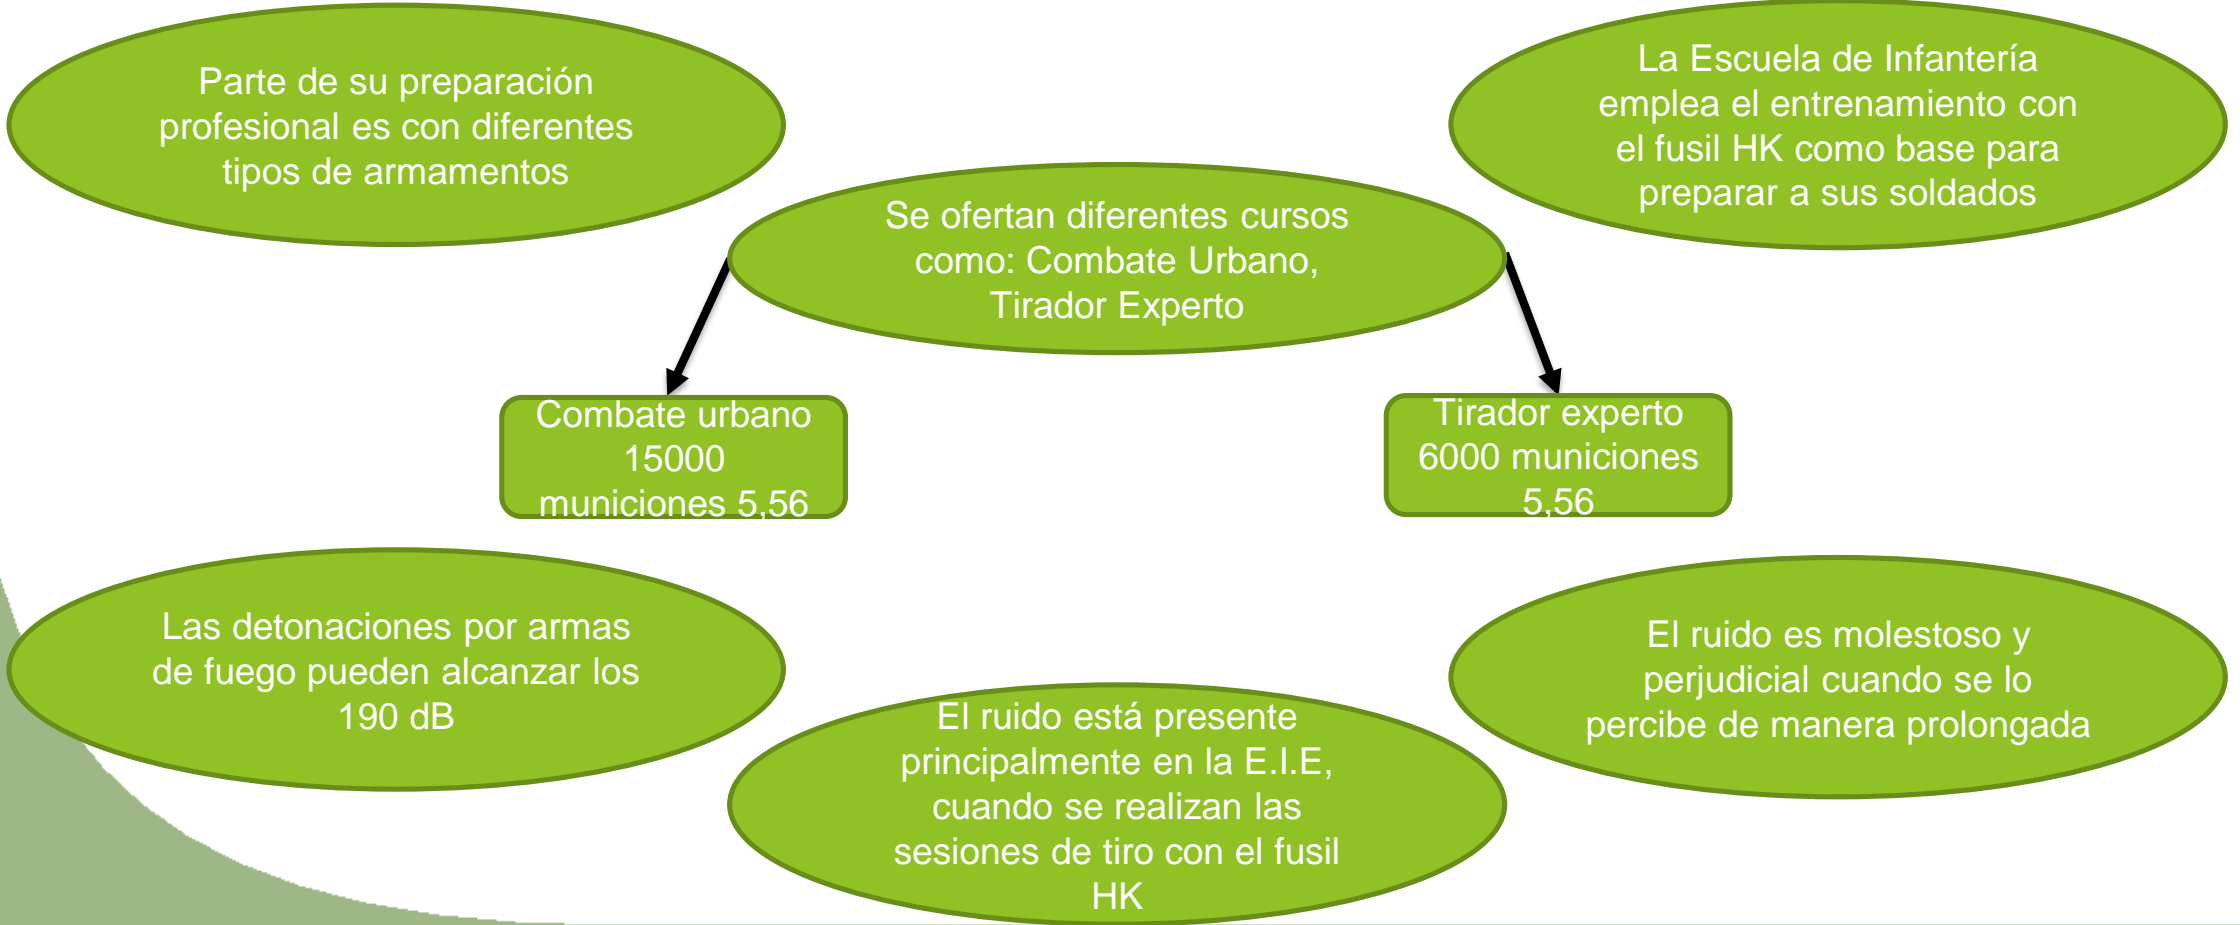 Parte de su preparación
profesional es con diferentes
tipos de armamentos
La Escuela de Infantería
emplea el entrenamiento con
el fusil HK como base para
preparar a sus soldados
Se ofertan diferentes cursos
como: Combate Urbano,
Tirador Experto
Combate urbano
15000
municiones 5,56
Tirador experto
6000 municiones
5,56
Las detonaciones por armas
de fuego pueden alcanzar los
190 dB
El ruido está presente
principalmente en la E.I.E,
cuando se realizan las
sesiones de tiro con el fusil
HK
El ruido es molestoso y
perjudicial cuando se lo
percibe de manera prolongada